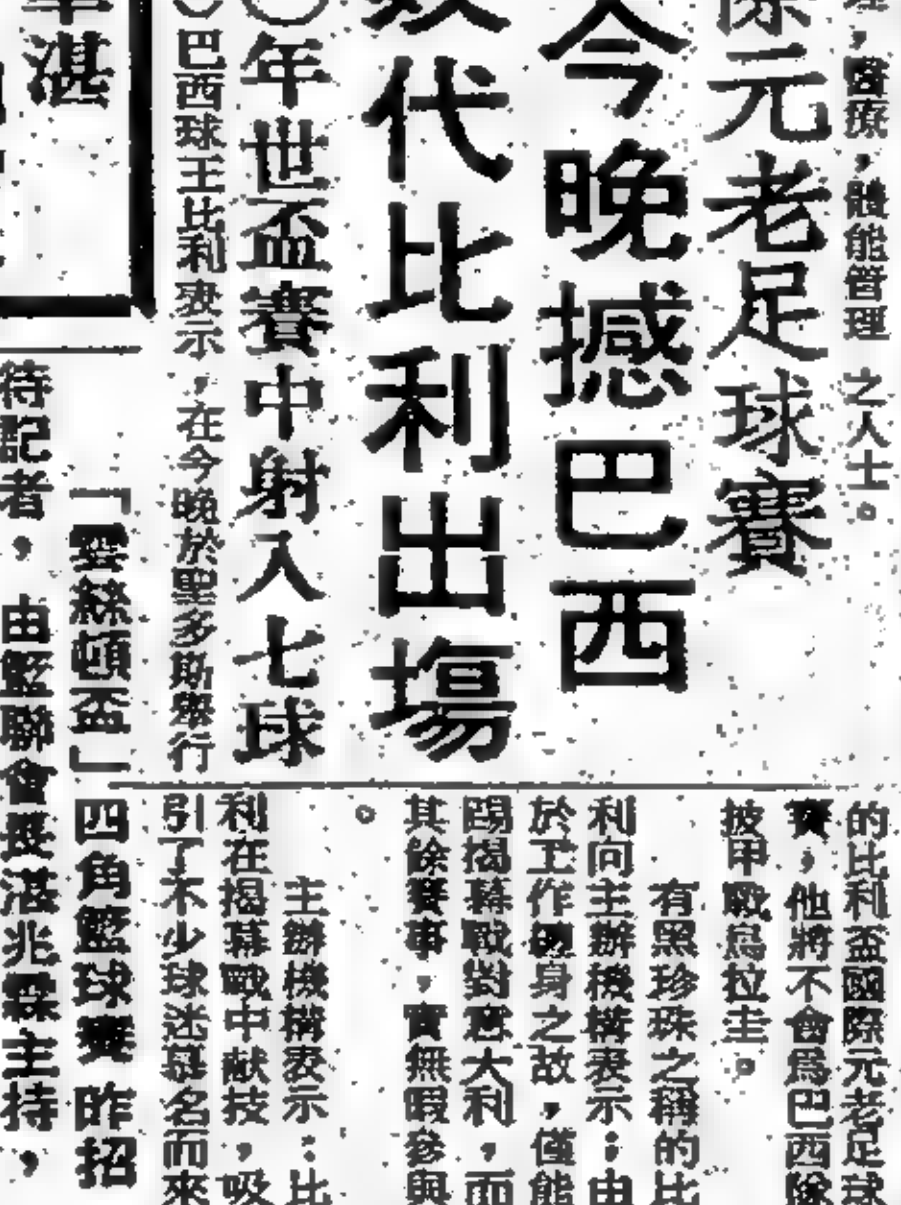 醫療，體能管理之人士。
際元老足球賽
今晚撼巴西
代比利出場
年世盃賽中射入七球
巴西球王比利表示，在今晚於聖多斯舉行
的比利盃國際元老足球
賽，他將不會爲巴西隊
披甲戰烏拉圭。
有黑珍珠之稱的比
利向主辦機構表示：由
於工作纏身之故，僅能
踢揭幕戰對意大利，而
其餘賽事，實無暇參與
。
主辦機構表示：比
利在揭幕戰中献技，吸
引了不少球迷慕名而來
湛
「雲絲頓盃」四角籃球賽昨招
待記者，由籃聯會長湛兆霖主持，